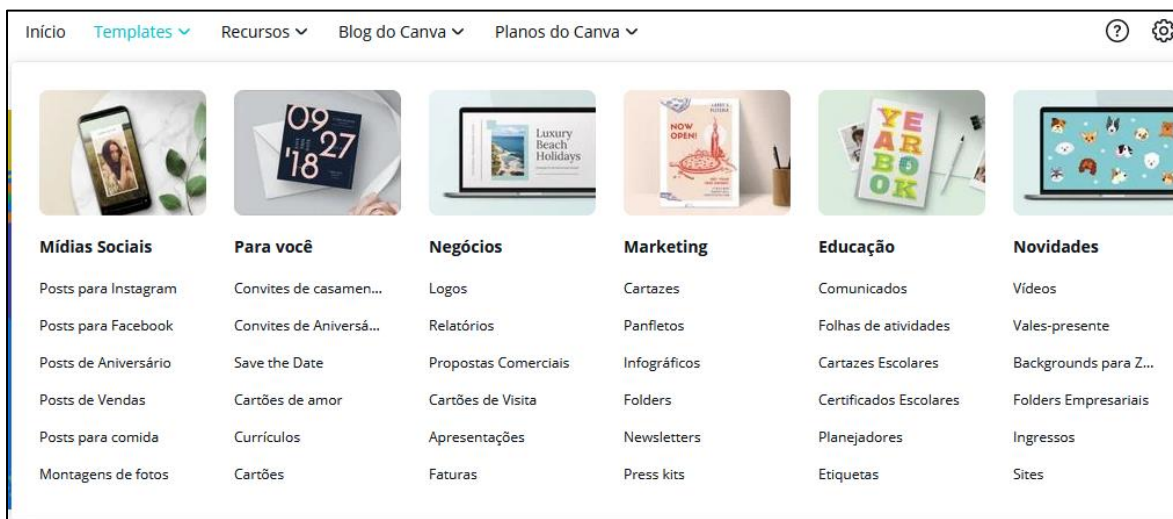 Início Templates Recursos Blog do Canva Planos do Canva ?
09
27
'18
Luxury
Beach
Holidays
NOW
OPEN!
YE
AR
BO
OK
Mídias Sociais Para você Negócios Marketing Educação Novidades
Posts para Instagram Convites de casamen... Logos Cartazes Comunicados Vídeos
Posts para Facebook Convites de Aniversá... Relatórios Panfletos Folhas de atividades Vales-presente
Posts de Aniversário Save the Date Propostas Comerciais Infográficos Cartazes Escolares Backgrounds para Z...
Posts de Vendas Cartões de amor Cartões de Visita Folders Certificados Escolares Folders Empresariais
Posts para comida Currículos Apresentações Newsletters Planejadores Ingressos
Montagens de fotos Cartões Faturas Press kits Etiquetas Sites